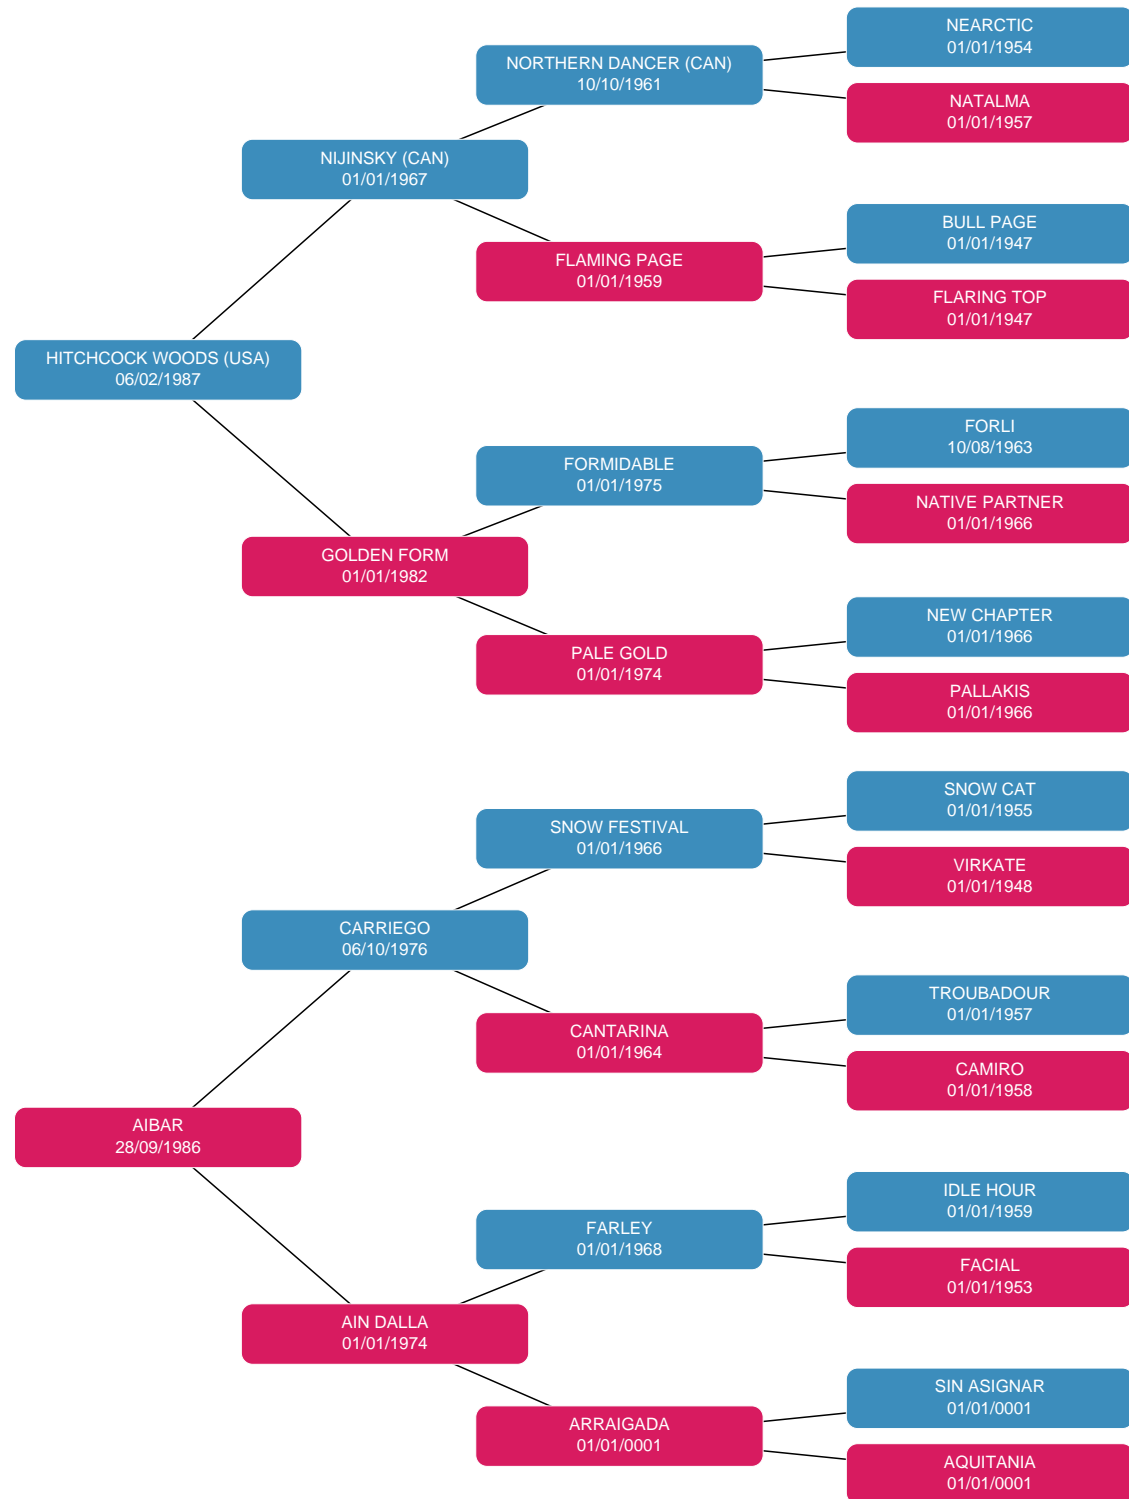 NEARCTIC
01/01/1954
NORTHERN DANCER (CAN)
10/10/1961
NATALMA
01/01/1957
NIJINSKY (CAN)
01/01/1967
BULL PAGE
01/01/1947
FLAMING PAGE
01/01/1959
FLARING TOP
01/01/1947
HITCHCOCK WOODS (USA)
06/02/1987
FORLI
10/08/1963
FORMIDABLE
01/01/1975
NATIVE PARTNER
01/01/1966
GOLDEN FORM
01/01/1982
NEW CHAPTER
01/01/1966
PALE GOLD
01/01/1974
PALLAKIS
01/01/1966
SNOW CAT
01/01/1955
SNOW FESTIVAL
01/01/1966
VIRKATE
01/01/1948
CARRIEGO
06/10/1976
TROUBADOUR
01/01/1957
CANTARINA
01/01/1964
CAMIRO
01/01/1958
AIBAR
28/09/1986
IDLE HOUR
01/01/1959
FARLEY
01/01/1968
FACIAL
01/01/1953
AIN DALLA
01/01/1974
SIN ASIGNAR
01/01/0001
ARRAIGADA
01/01/0001
AQUITANIA
01/01/0001